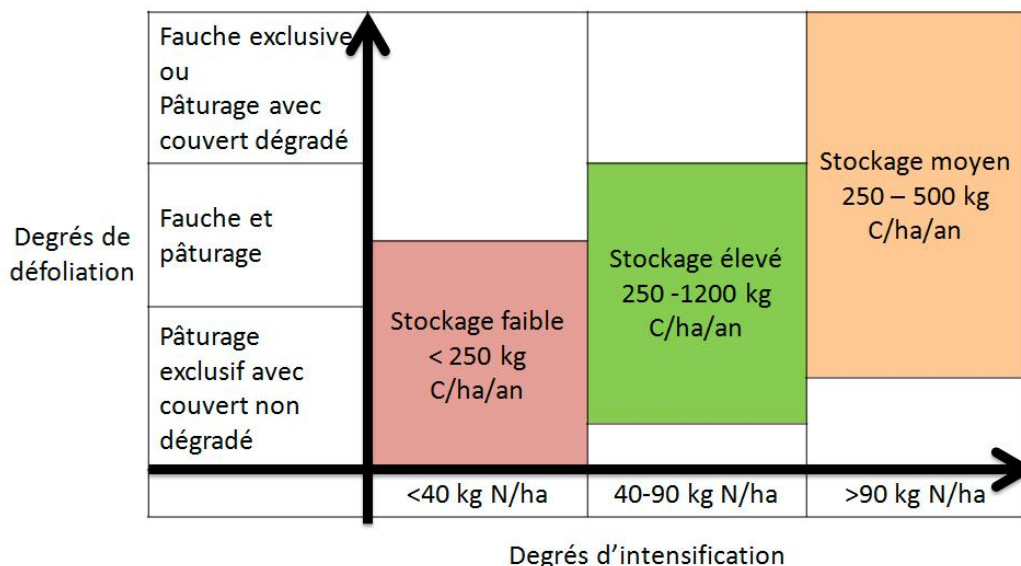 Fauche exclusive
ou
Pâturage avec
couvert dégradé
Stockage moyen
250 – 500 kg
C/ha/an
Degrés de
défoliation
Fauche et
pâturage
Stockage élevé
250 -1200 kg
C/ha/an
Stockage faible
< 250 kg
C/ha/an
Pâturage
exclusif avec
couvert non
dégradé
<40 kg N/ha
40-90 kg N/ha
>90 kg N/ha
Degrés d’intensification